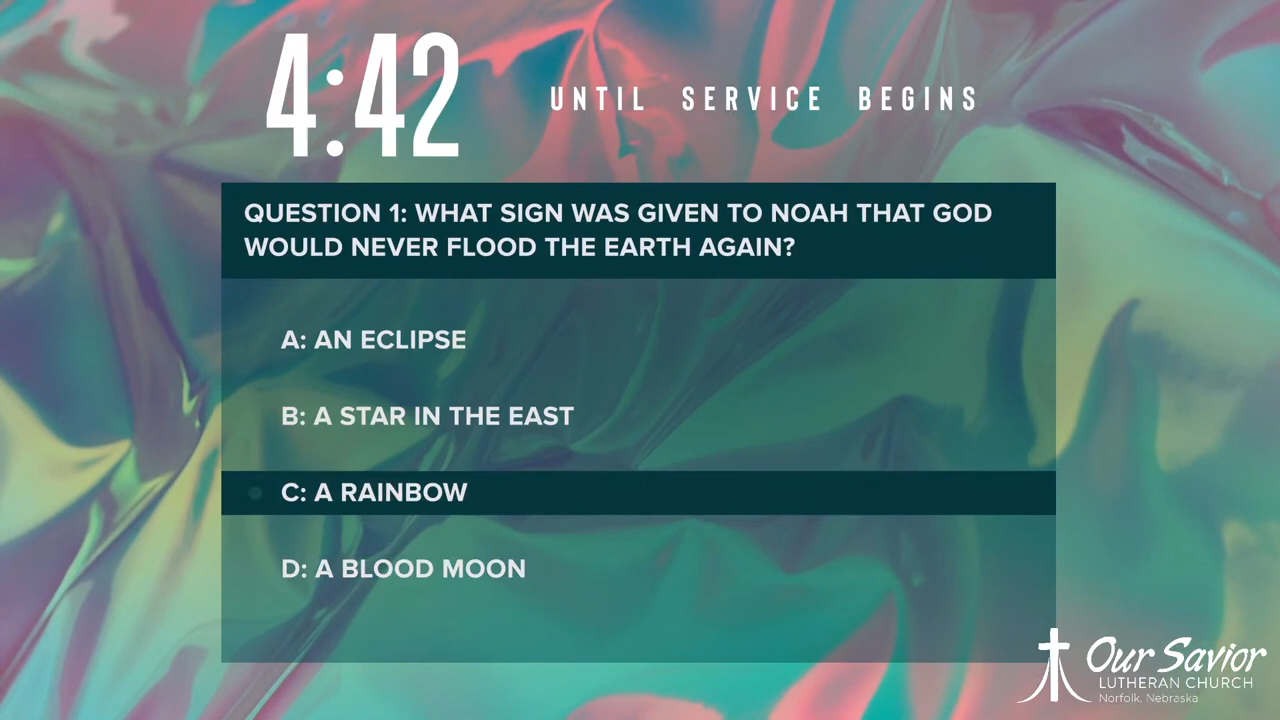 4:42
UNTIL SERVICE BEGINS
QUESTION 1: WHAT SIGN WAS GIVEN TO NOAH THAT GOD
WOULD NEVER FLOOD THE EARTH AGAIN?
A: AN ECLIPSE
B: A STAR IN THE EAST
C: A RAINBOW
D: A BLOOD MOON
Our Savior
LUTHERAN CHURCH
Norfolk, Nebraska